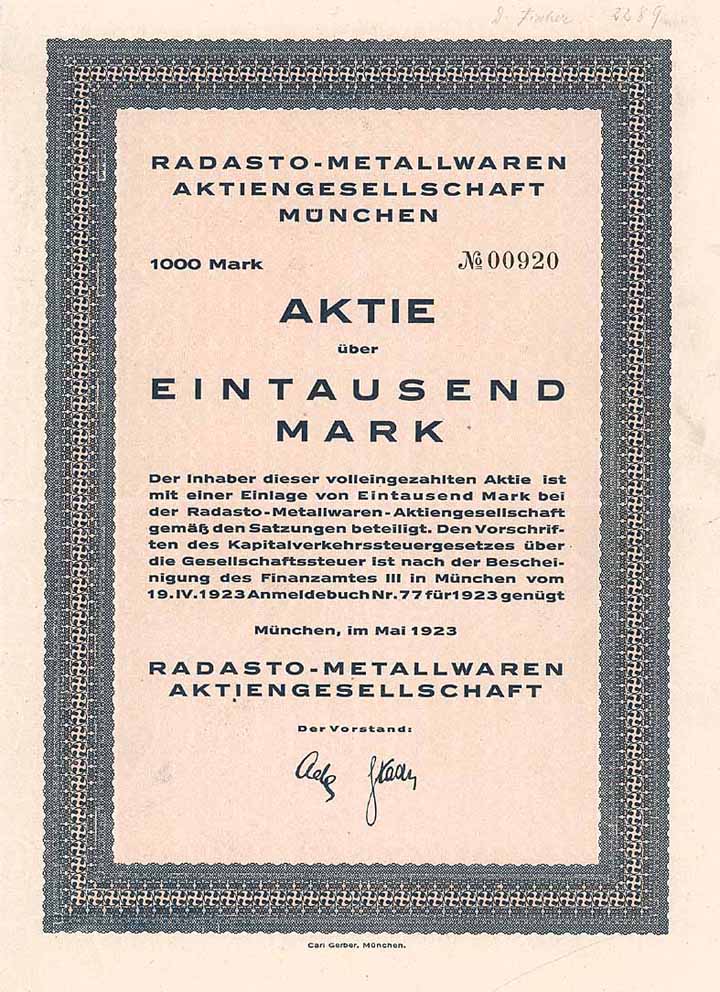 D. Fischer 2289
RADASTO-METALLWAREN
AKTIENGESELLSCHAFT
MÜNCHEN
1000 Mark № 00920
AKTIE
über
EINTAUSEND
MARK
Der Inhaber dieser volleingezahlten Aktie ist
mit einer Einlage von Eintausend Mark bei
der Radasto-Metallwaren-Aktiengesellschaft
gemäß den Satzungen beteiligt. Den Vorschrif-
ten des Kapitalverkehrssteuergesetzes über
die Gesellschaftssteuer ist nach der Beschei-
nigung des Finanzamtes III in München vom
19.IV.1923 Anmeldebuch Nr. 77 für 1923 genügt
München, im Mai 1923
RADASTO-METALLWAREN
AKTIENGESELLSCHAFT
Der Vorstand:
Carl Gerber, München.